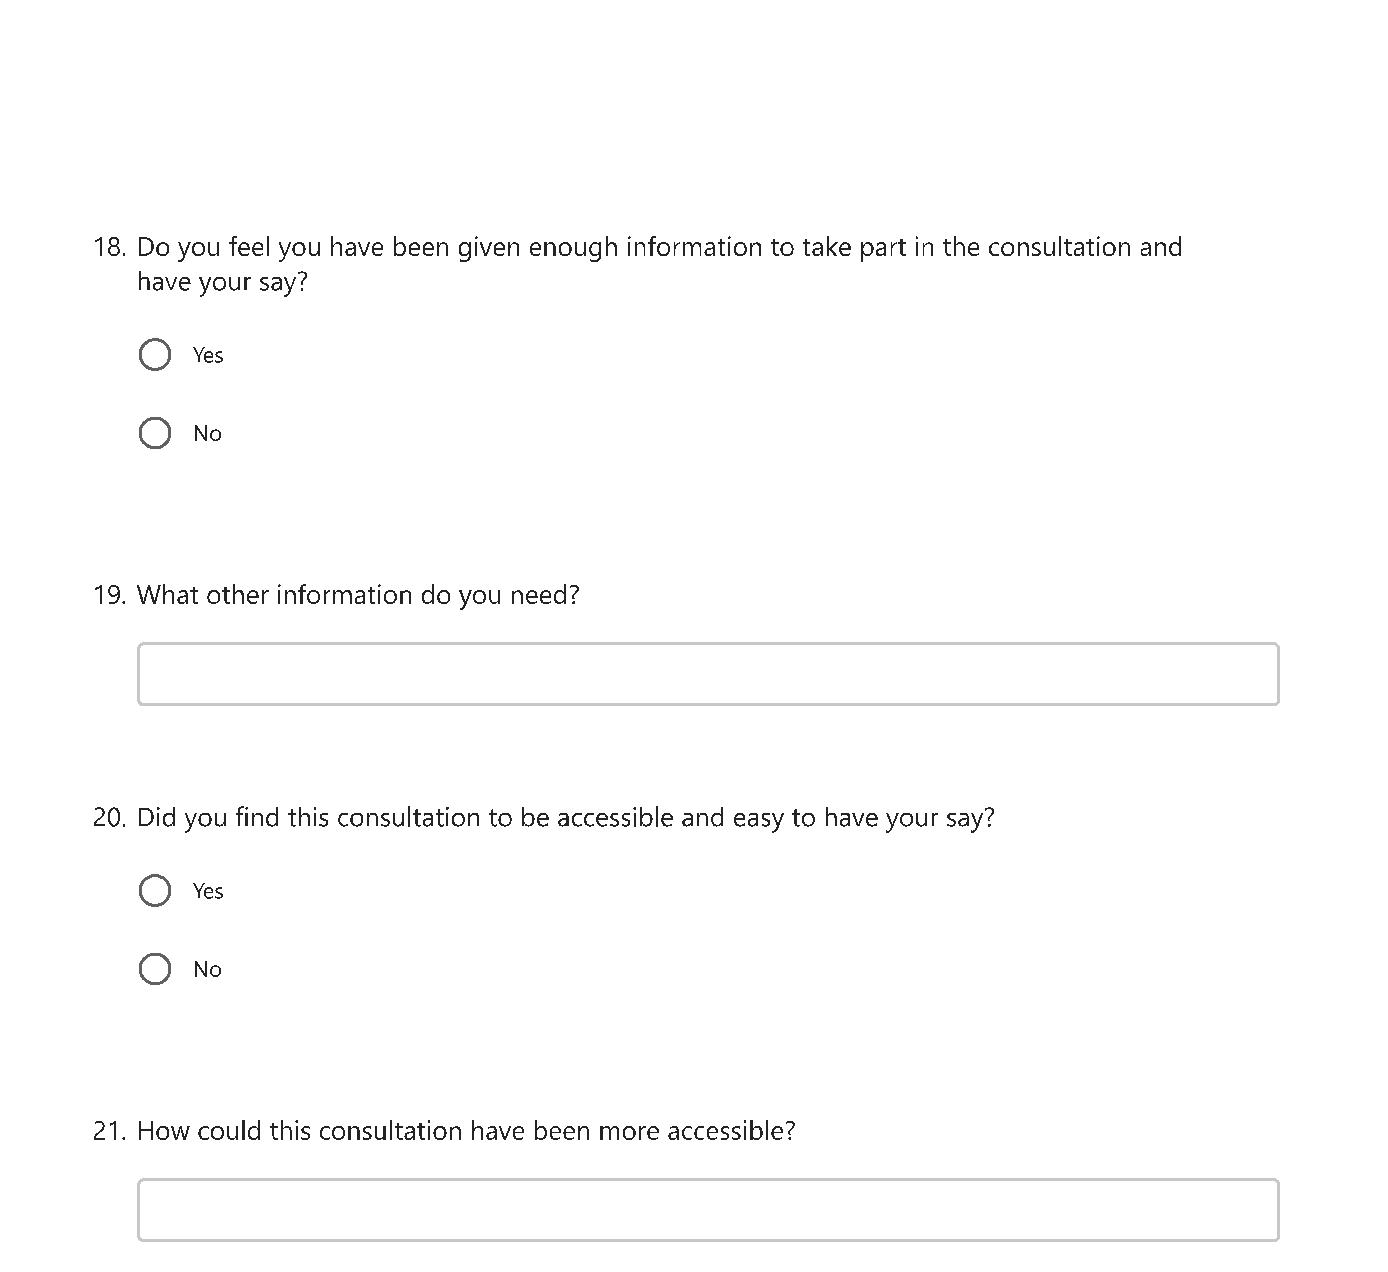 18. Do you feel you have been given enough information to take part in the consultation and
have your say?
Yes
No
19. What other information do you need?
20. Did you find this consultation to be accessible and easy to have your say?
Yes
No
21. How could this consultation have been more accessible?